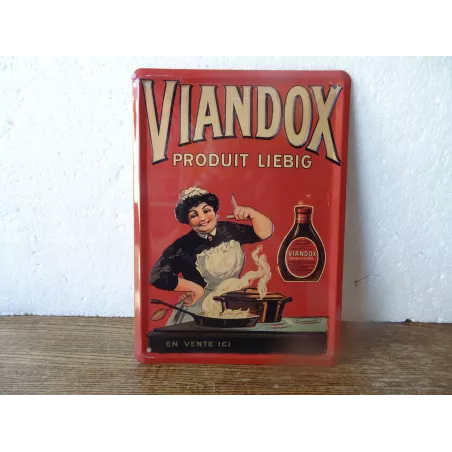 VIANDOX
PRODUIT LIEBIG
VIANDOX
EN VENTE ICI